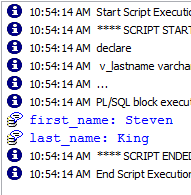 10:54:14 AM Start Script Executio
10:54:14 AM **** SCRIPT START
10:54:14 AM declare
10:54:14 AM v_lastname varcha
10:54:14 AM ...
10:54:14 AM PL/SQL block execut
first_name: Steven
last_name: King
10:54:14 AM **** SCRIPT ENDE
10:54:14 AM End Script Execution